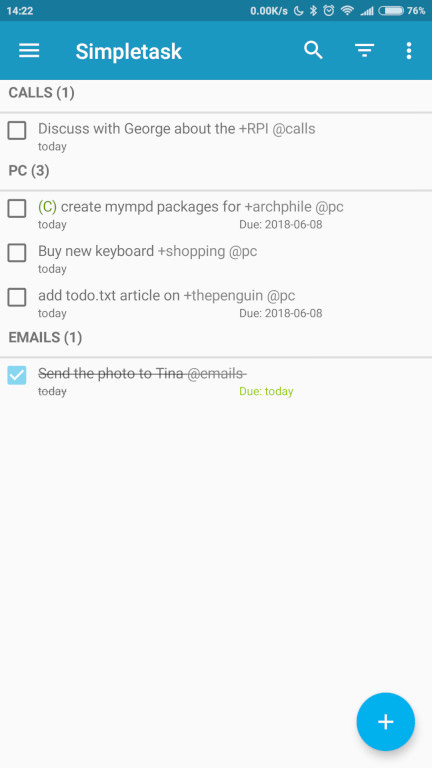 14:22 0.00K/s 76%
Simpletask
CALLS (1)
Discuss with George about the +RPI @calls
today
PC (3)
(C) create mympd packages for +archphile @pc
today Due: 2018-06-08
Buy new keyboard +shopping @pc
today
add todo.txt article on +thepenguin @pc
today Due: 2018-06-08
EMAILS (1)
Send the photo to Tina @emails
today Due: today